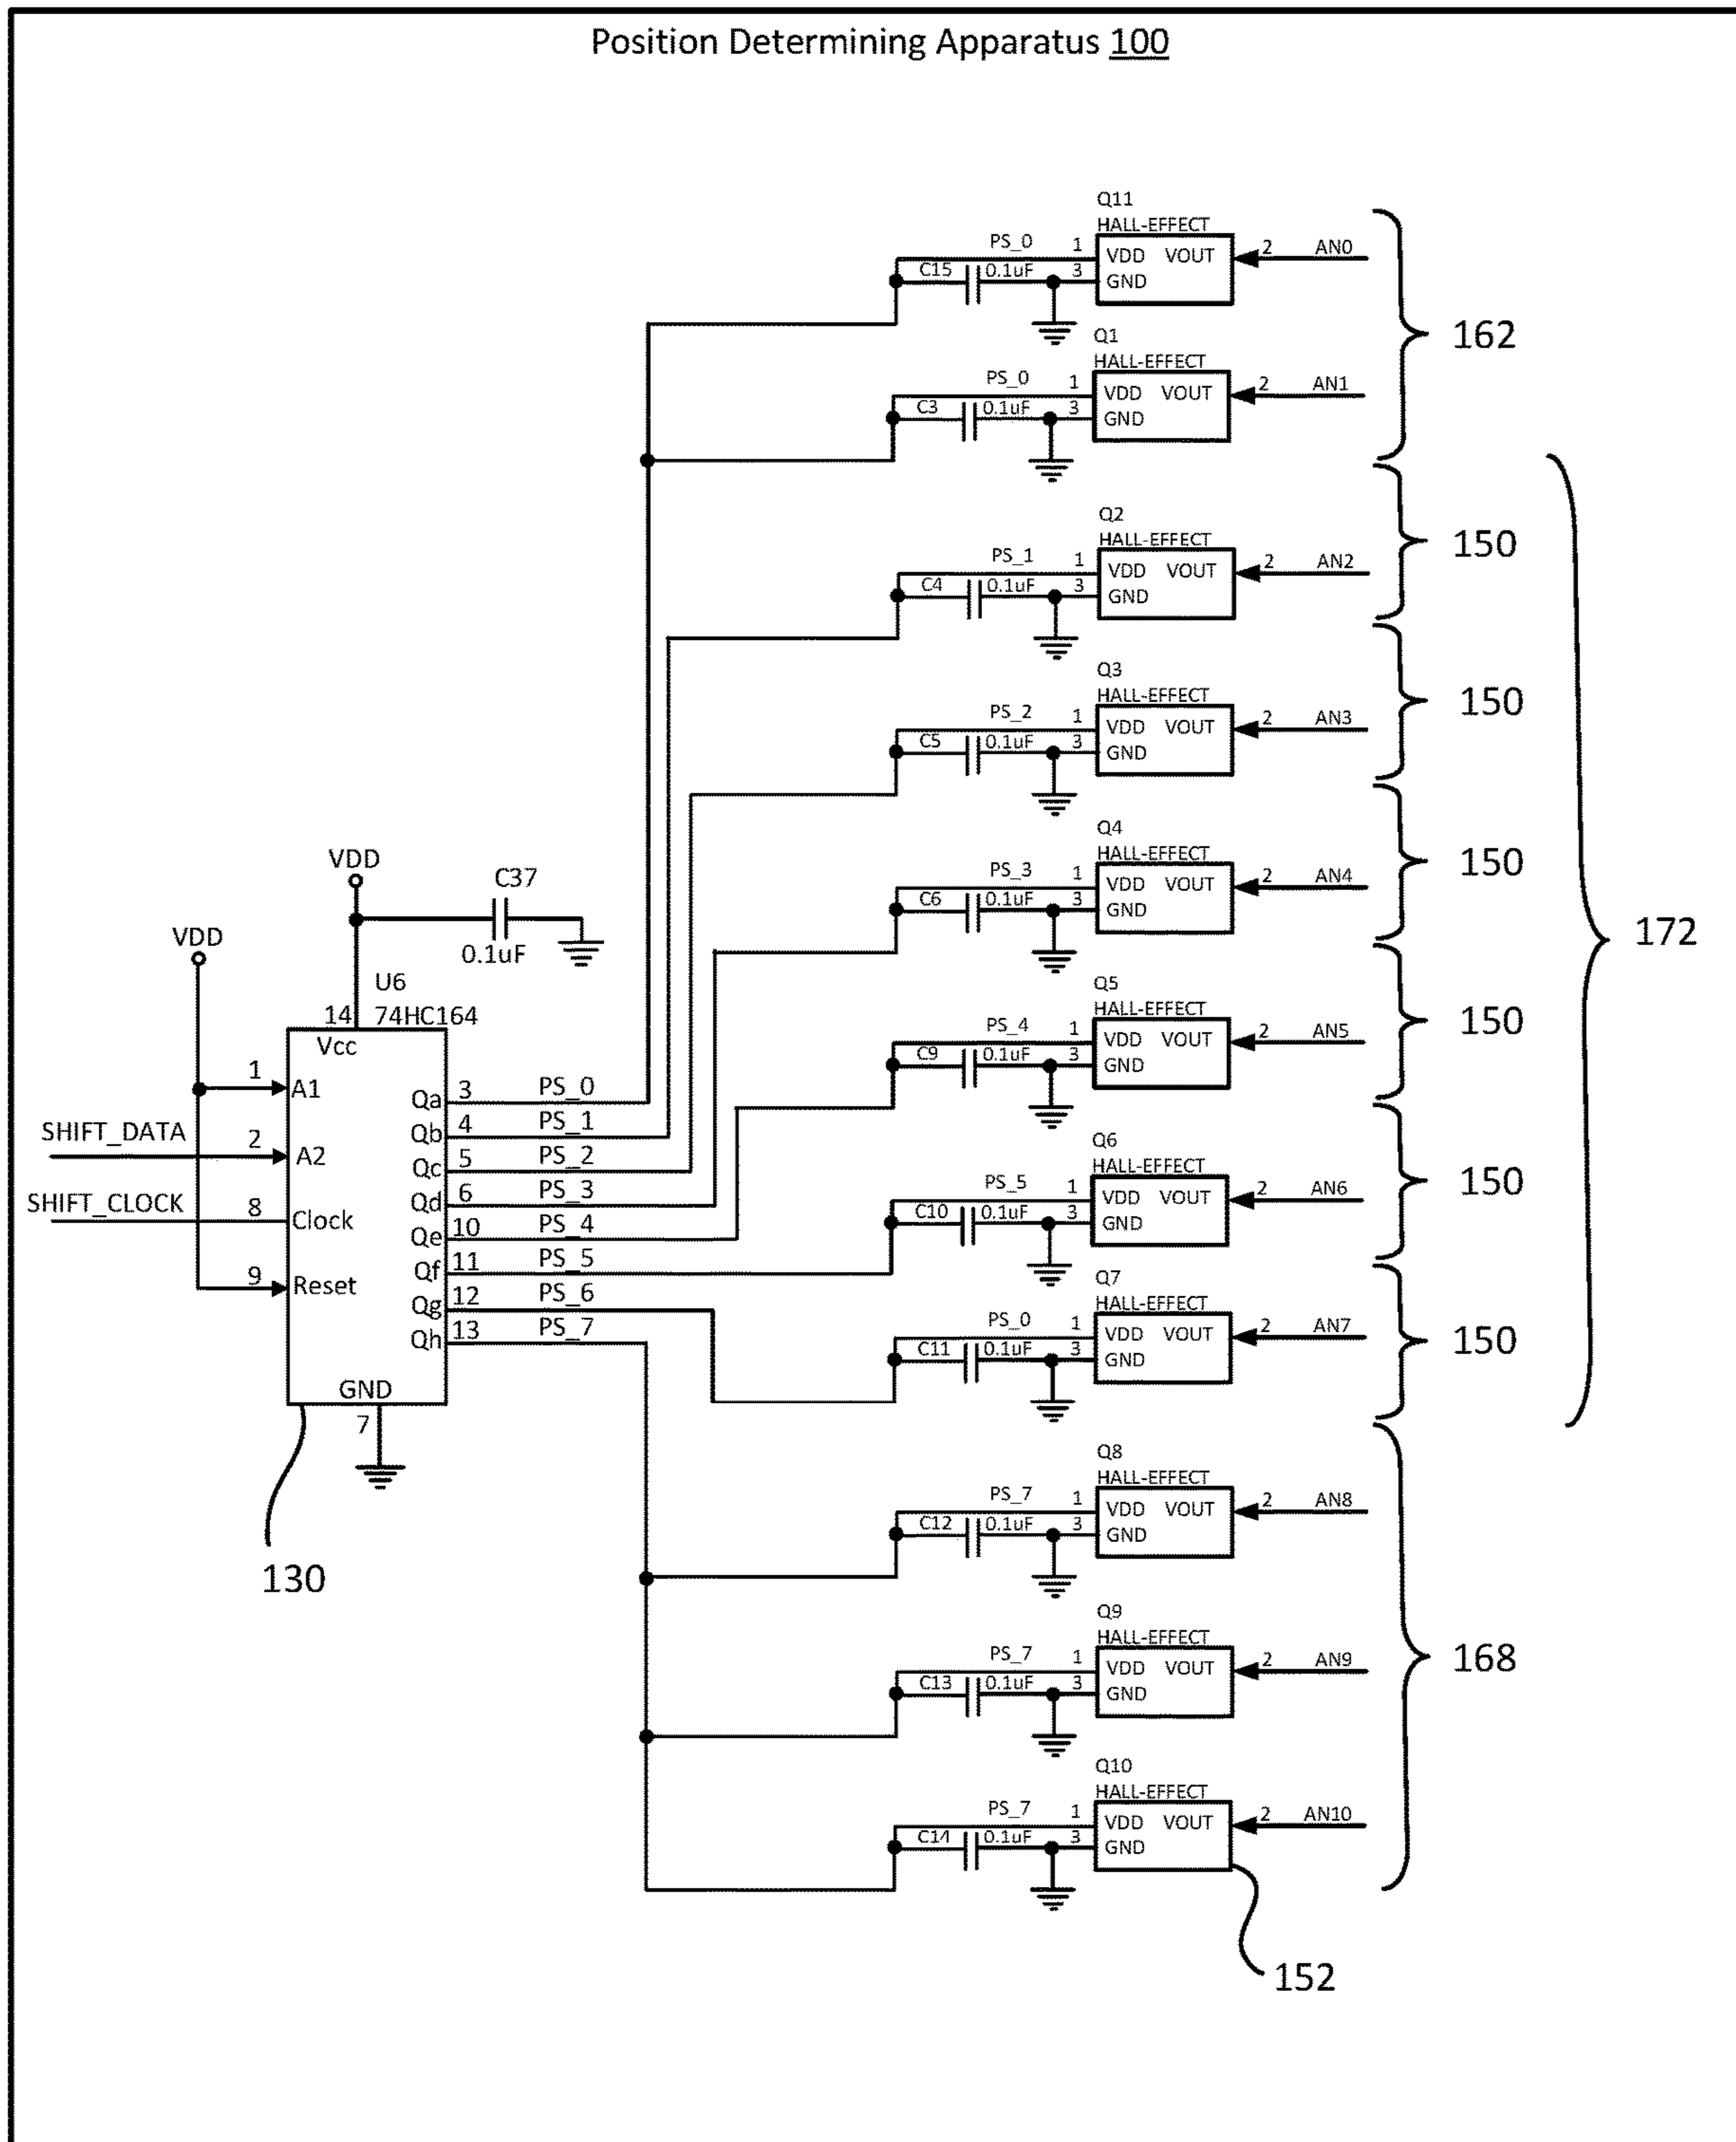 Position Determining Apparatus 100
Q11
HALL-EFFECT
PS_0 1 VDD VOUT 2 AN0
C15 0.1uF 3 GND
162
Q1
HALL-EFFECT
PS_0 1 VDD VOUT 2 AN1
C3 0.1uF 3 GND
Q2
HALL-EFFECT
150
PS_1 1 VDD VOUT 2 AN2
C4 0.1uF 3 GND
Q3
HALL-EFFECT
150
PS_2 1 VDD VOUT 2 AN3
C5 0.1uF 3 GND
Q4
HALL-EFFECT
150
PS_3 1 VDD VOUT 2 AN4
C6 0.1uF 3 GND
172
Q5
HALL-EFFECT
150
PS_4 1 VDD VOUT 2 AN5
C9 0.1uF 3 GND
Q6
HALL-EFFECT
150
PS_5 1 VDD VOUT 2 AN6
C10 0.1uF 3 GND
Q7
HALL-EFFECT
150
PS_0 1 VDD VOUT 2 AN7
C11 0.1uF 3 GND
Q8
HALL-EFFECT
PS_7 1 VDD VOUT 2 AN8
C12 0.1uF 3 GND
Q9
HALL-EFFECT
168
PS_7 1 VDD VOUT 2 AN9
C13 0.1uF 3 GND
Q10
HALL-EFFECT
PS_7 1 VDD VOUT 2 AN10
C14 0.1uF 3 GND
152
VDD
C37
0.1uF
VDD
U6
14 74HC164
Vcc
1 A1
SHIFT_DATA 2 A2
SHIFT_CLOCK 8 Clock
9 Reset
Qa 3 PS_0
Qb 4 PS_1
Qc 5 PS_2
Qd 6 PS_3
Qe 10 PS_4
Qf 11 PS_5
Qg 12 PS_6
Qh 13 PS_7
GND
7
130